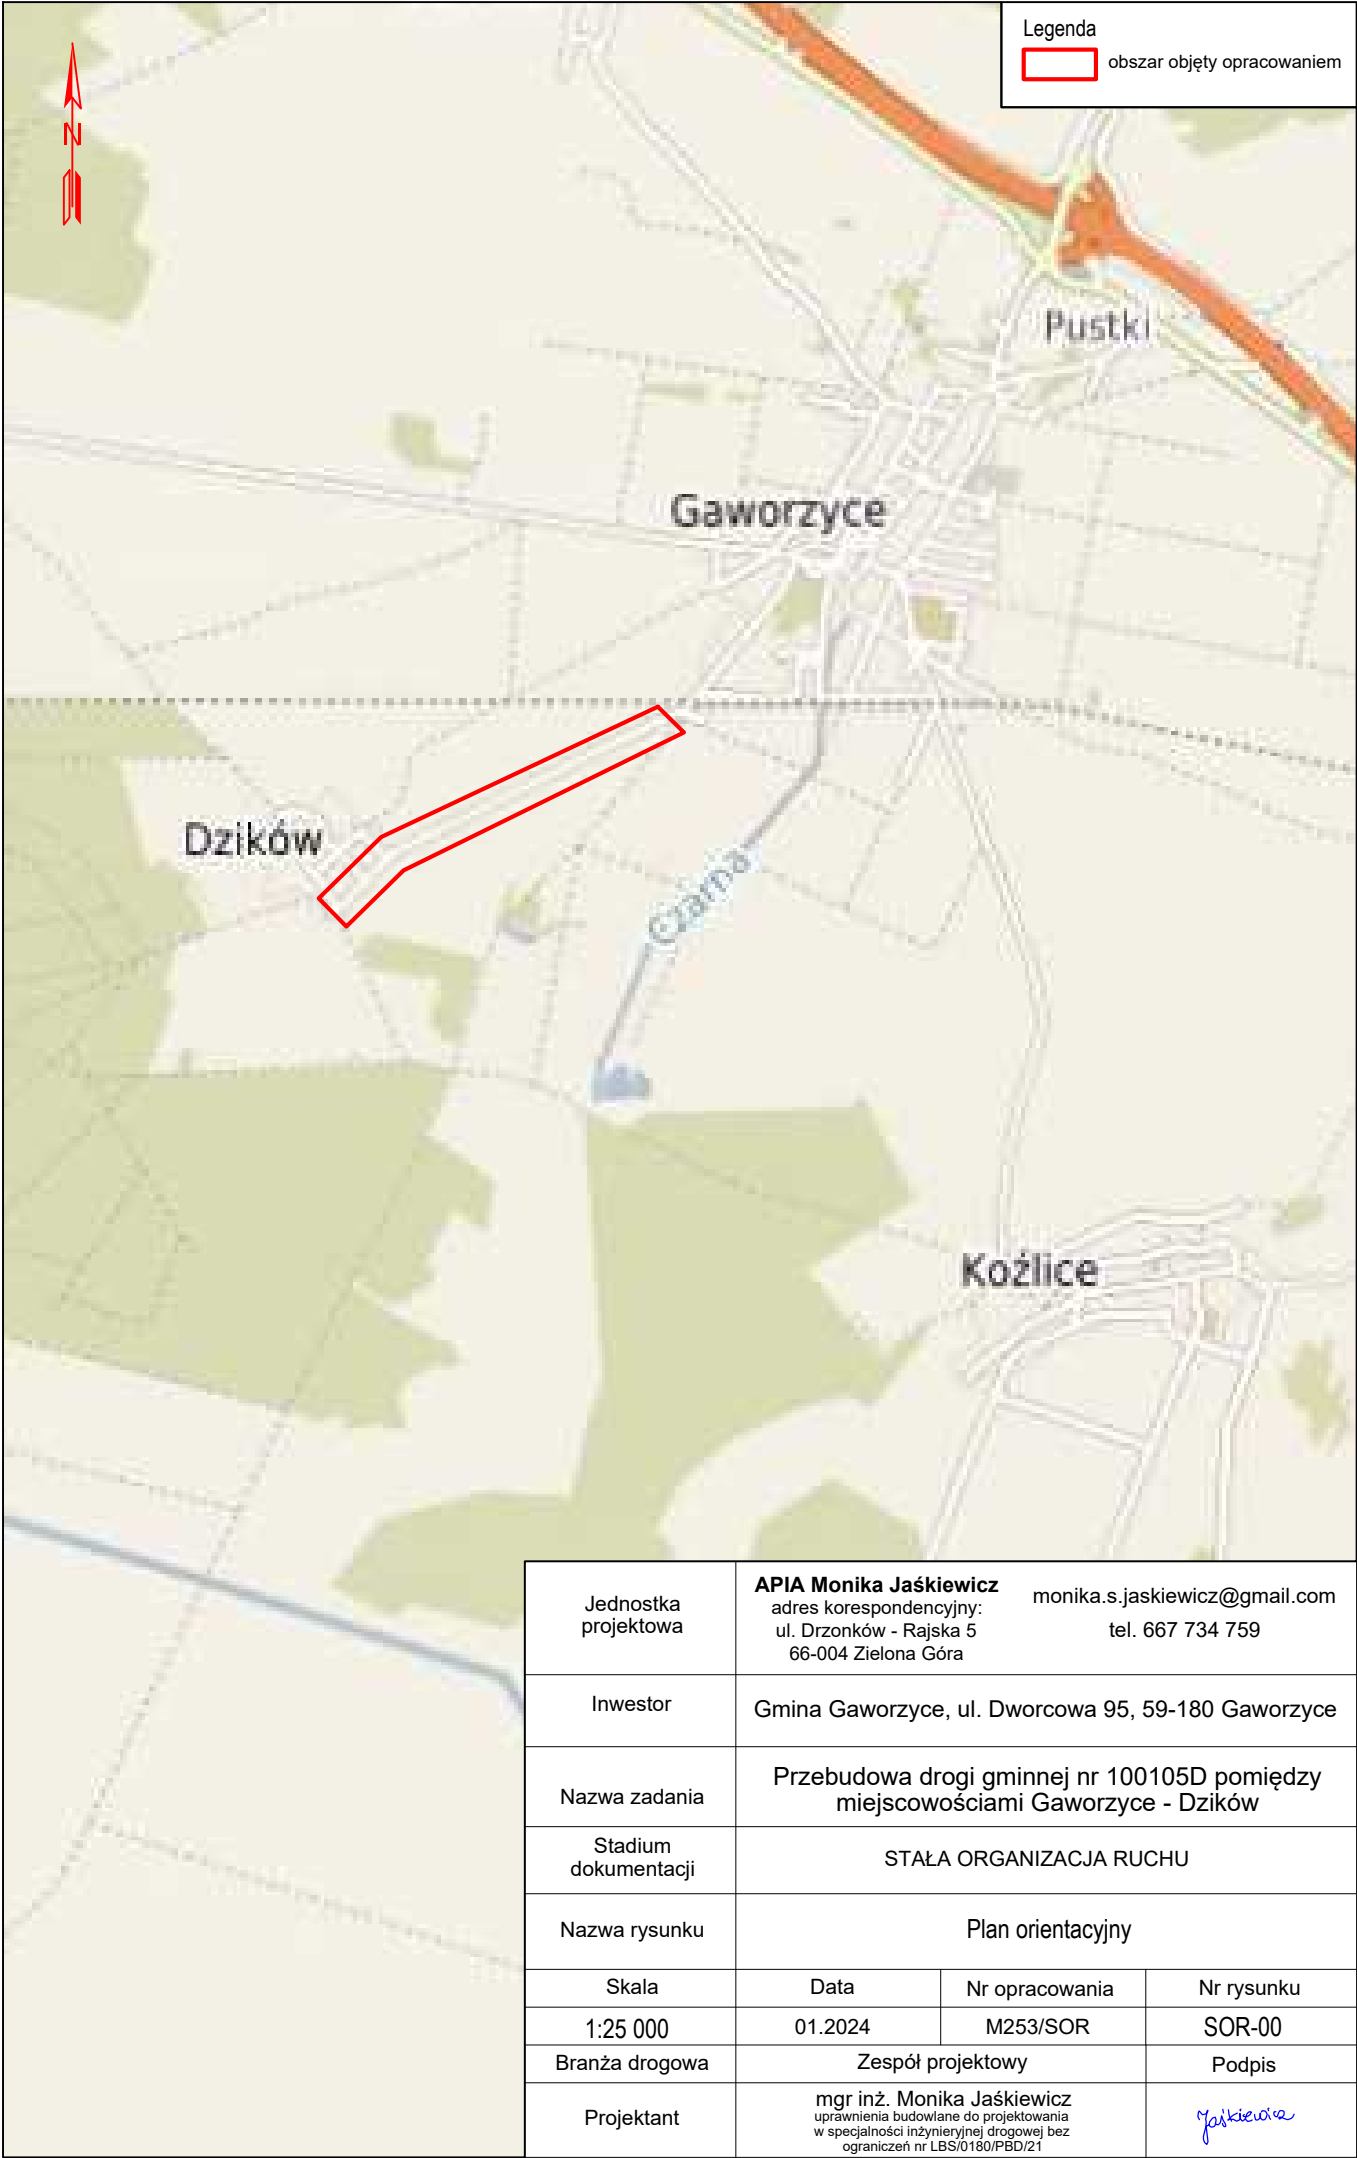 Legenda
obszar objęty opracowaniem
N
Pustki
Gaworzyce
Dzików
Czarna
Koźlice
Jednostka
projektowa
APIA Monika Jaśkiewicz
adres korespondencyjny:
ul. Drzonków - Rajska 5
66-004 Zielona Góra
monika.s.jaskiewicz@gmail.com
tel. 667 734 759
Inwestor
Gmina Gaworzyce, ul. Dworcowa 95, 59-180 Gaworzyce
Nazwa zadania
Przebudowa drogi gminnej nr 100105D pomiędzy
miejscowościami Gaworzyce - Dzików
Stadium
dokumentacji
STAŁA ORGANIZACJA RUCHU
Nazwa rysunku
Plan orientacyjny
Skala
Data
Nr opracowania
Nr rysunku
1:25 000
01.2024
M253/SOR
SOR-00
Branża drogowa
Zespół projektowy
Podpis
Projektant
mgr inż. Monika Jaśkiewicz
uprawnienia budowlane do projektowania
w specjalności inżynieryjnej drogowej bez
ograniczeń nr LBS/0180/PBD/21
Jaśkiewicz